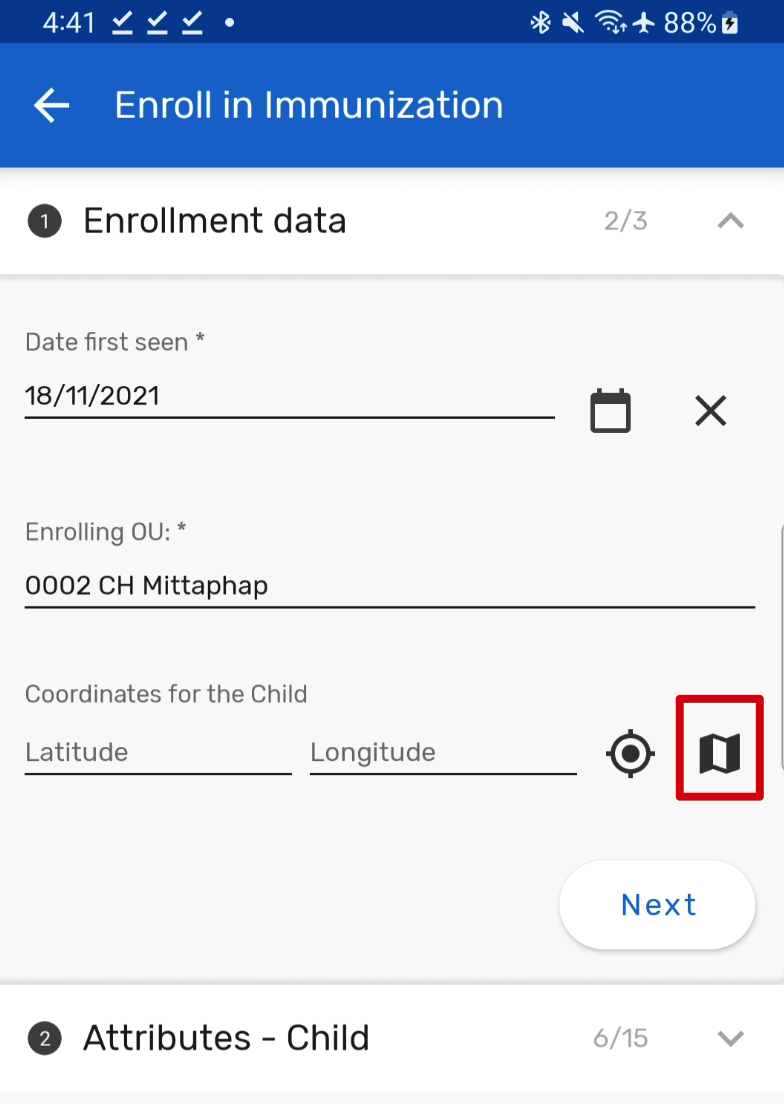 4:41 88%
Enroll in Immunization
1 Enrollment data 2/3
Date first seen *
18/11/2021
Enrolling OU: *
0002 CH Mittaphap
Coordinates for the Child
Latitude Longitude
Next
2 Attributes - Child 6/15